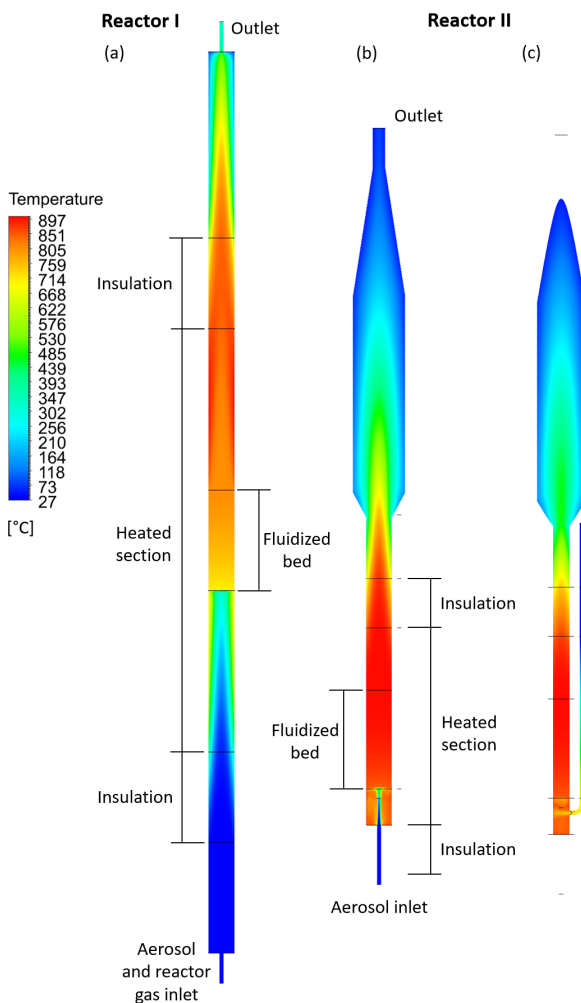 Reactor I
Reactor II
(a)
Outlet
(b)
(c)
Outlet
Temperature
897
851
805
759
714
668
622
576
530
485
439
393
347
302
256
210
164
118
73
27
[°C]
Insulation
Heated
section
Fluidized
bed
Insulation
Insulation
Fluidized
bed
Heated
section
Insulation
Aerosol inlet
Aerosol
and reactor
gas inlet